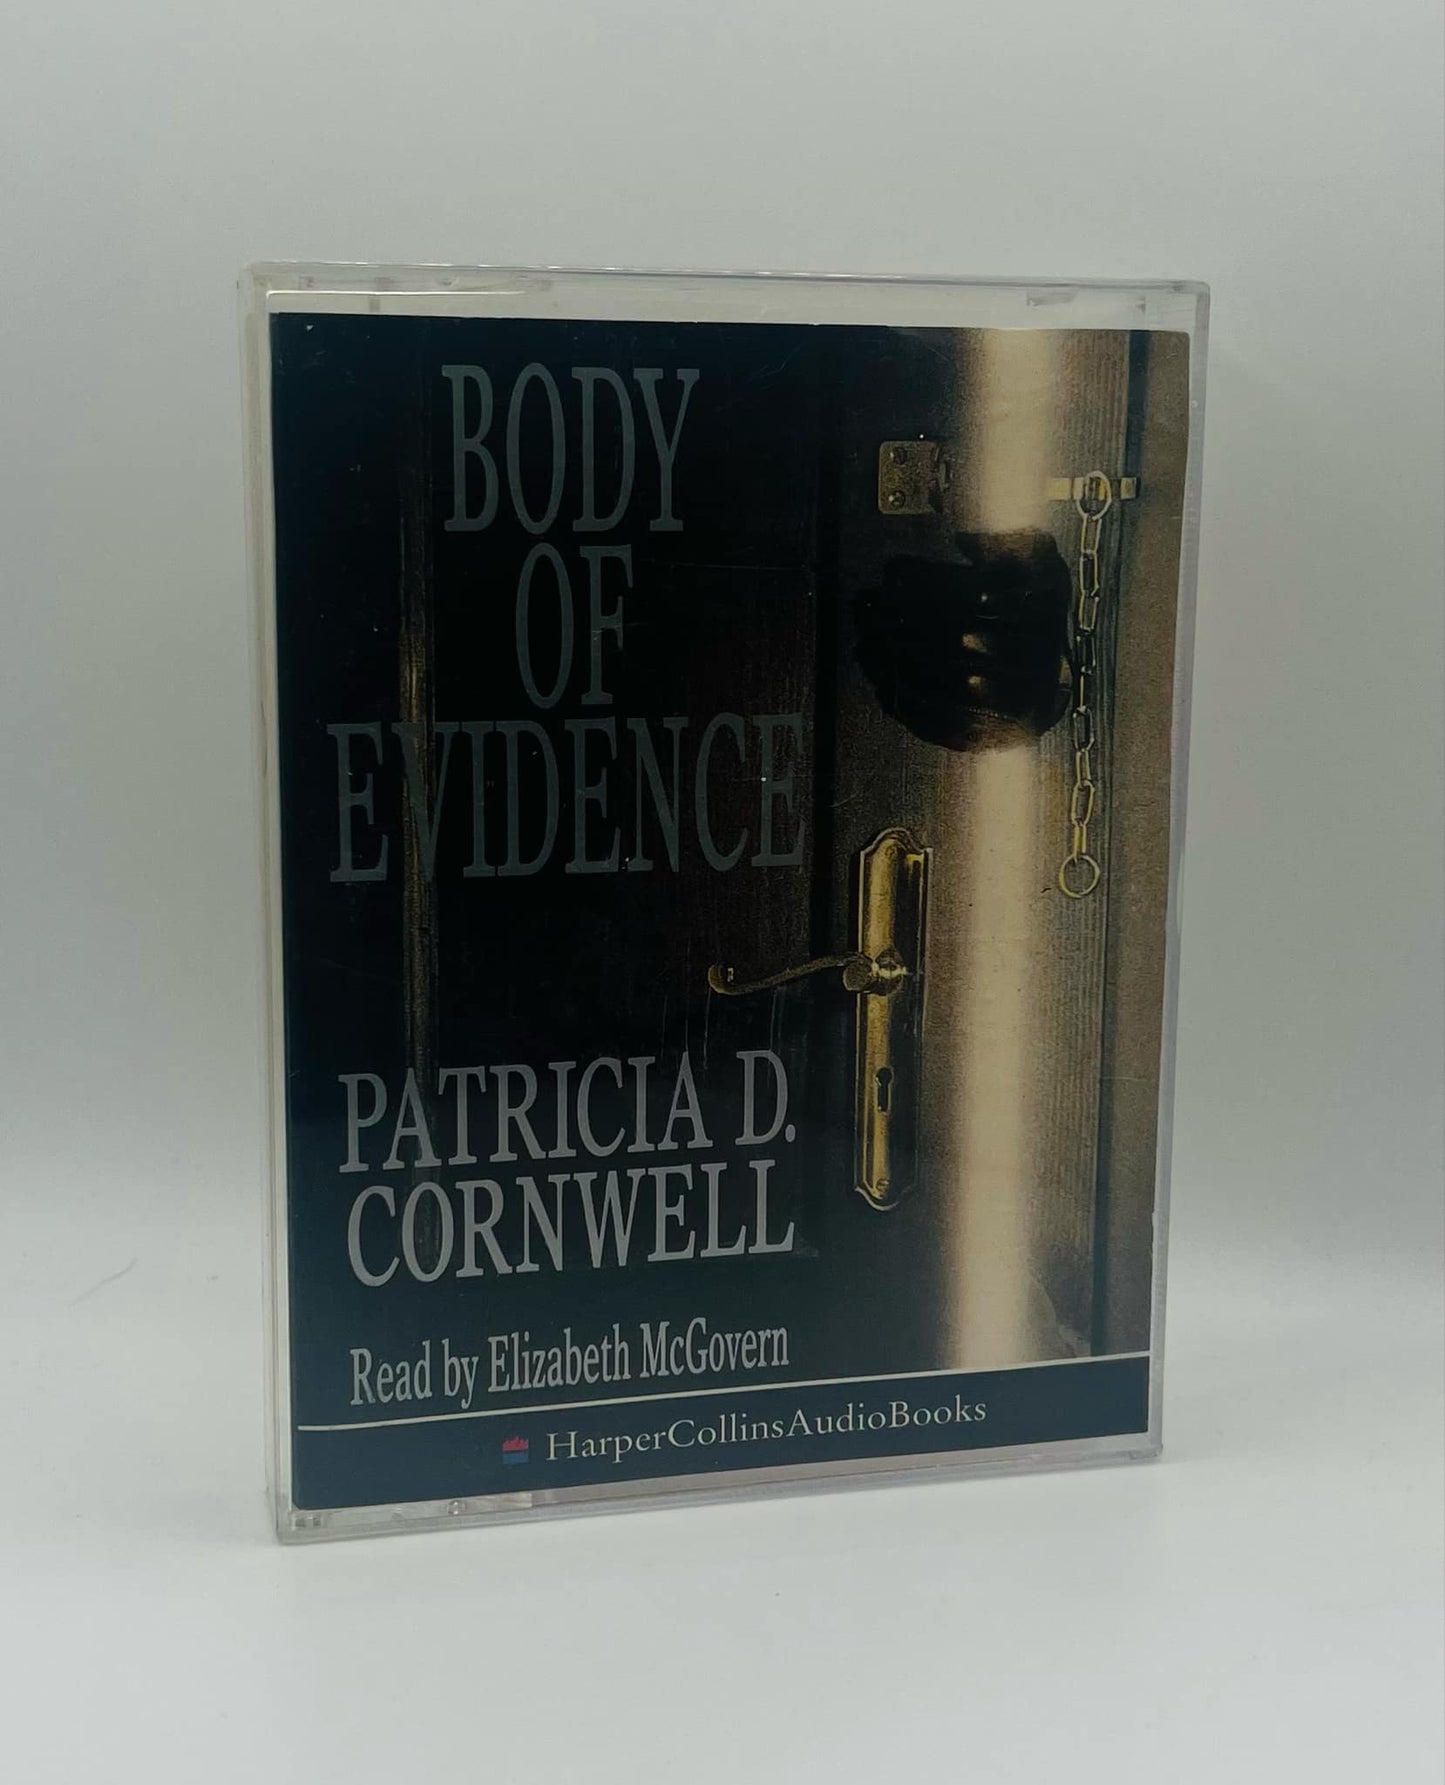 BODY
OF
EVIDENCE
PATRICIA D.
CORNWELL
Read by Elizabeth McGovern
HarperCollinsAudioBooks